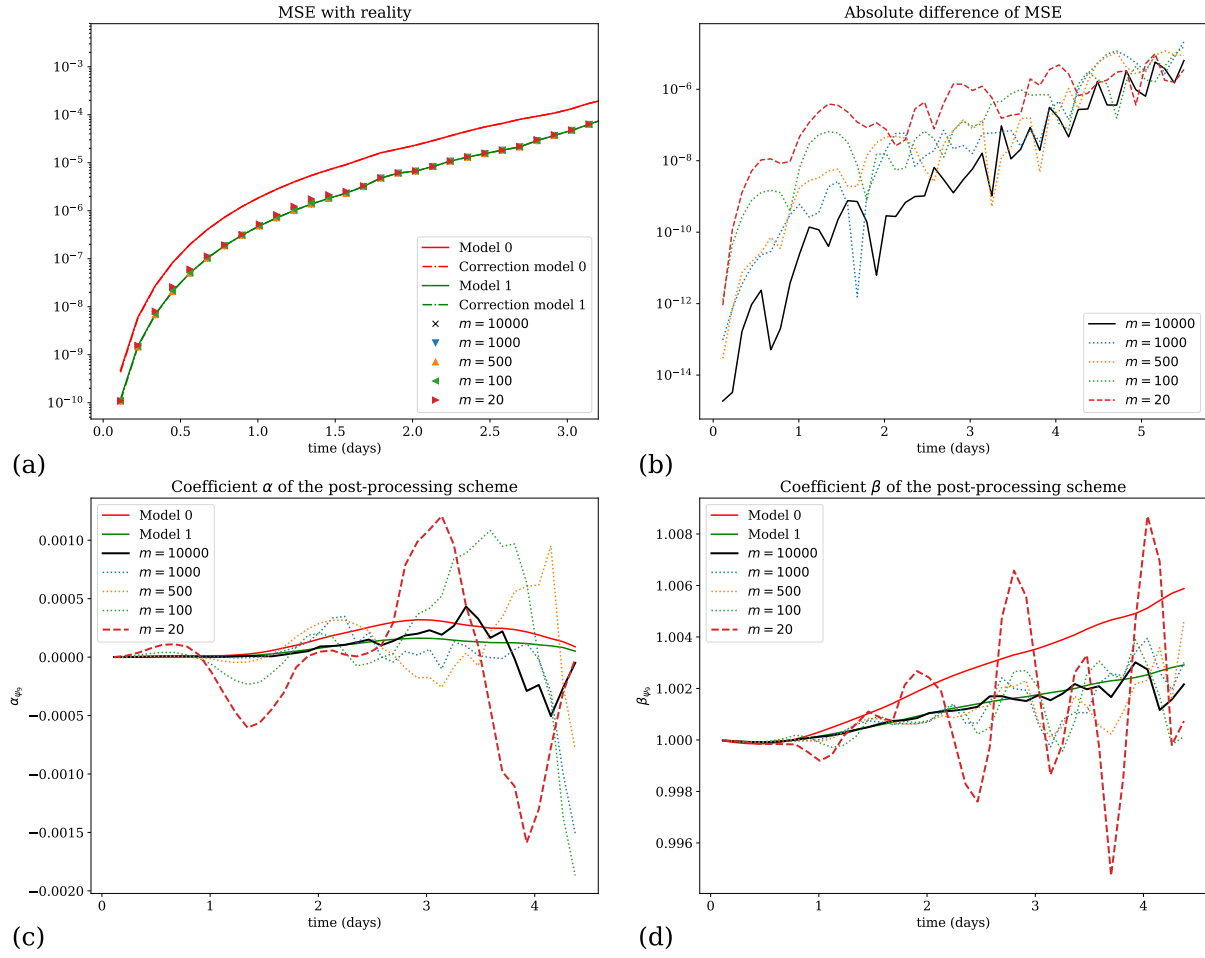 MSE with reality
10⁻³
10⁻⁴
10⁻⁵
10⁻⁶
10⁻⁷
10⁻⁸
10⁻⁹
10⁻¹⁰
Model 0
Correction model 0
Model 1
Correction model 1
m = 10000
m = 1000
m = 500
m = 100
m = 20
0.0 0.5 1.0 1.5 2.0 2.5 3.0
time (days)
(a)
Absolute difference of MSE
10⁻⁶
10⁻⁸
10⁻¹⁰
10⁻¹²
10⁻¹⁴
m = 10000
m = 1000
m = 500
m = 100
m = 20
0 1 2 3 4 5
time (days)
(b)
Coefficient α of the post-processing scheme
Model 0
Model 1
m = 10000
m = 1000
m = 500
m = 100
m = 20
0.0010
0.0005
0.0000
−0.0005
−0.0010
−0.0015
−0.0020
α_ψ₉
0 1 2 3 4
time (days)
(c)
Coefficient β of the post-processing scheme
Model 0
Model 1
m = 10000
m = 1000
m = 500
m = 100
m = 20
1.008
1.006
1.004
1.002
1.000
0.998
0.996
β_ψ₉
0 1 2 3 4
time (days)
(d)